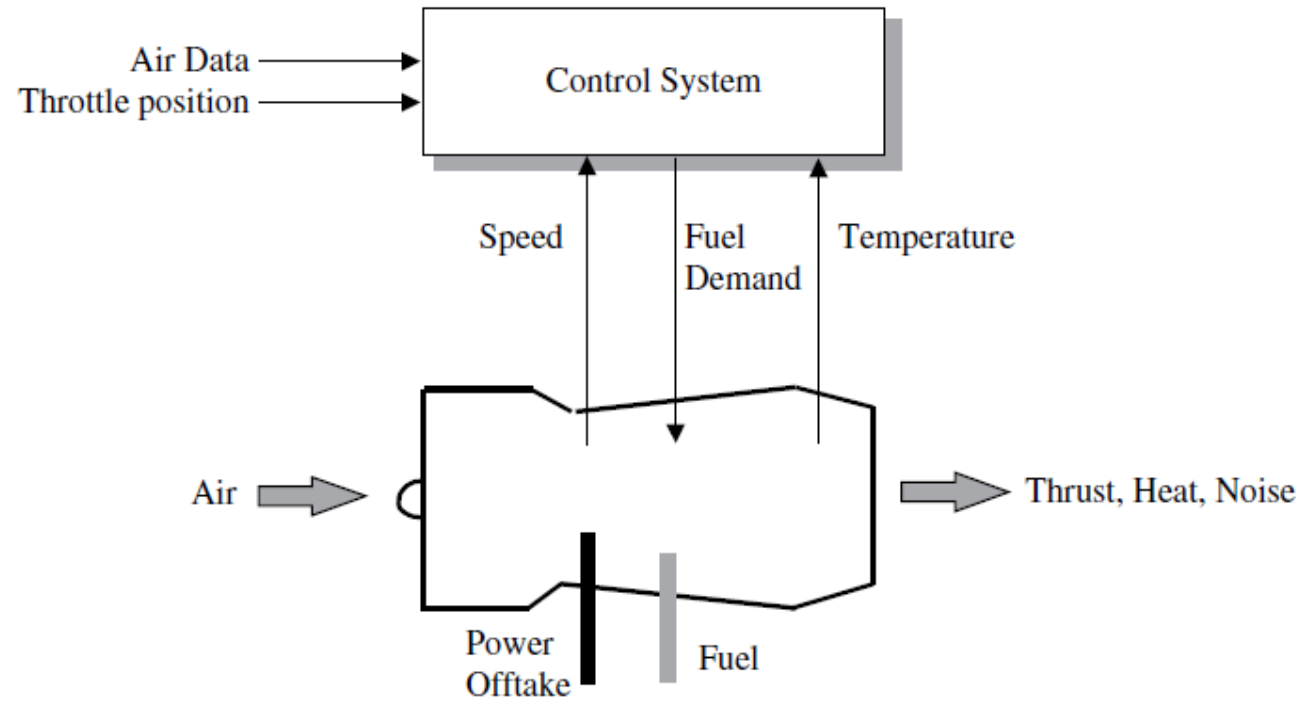 Air Data
Throttle position
Control System
Speed
Fuel
Demand
Temperature
Air
Thrust, Heat, Noise
Power
Offtake
Fuel